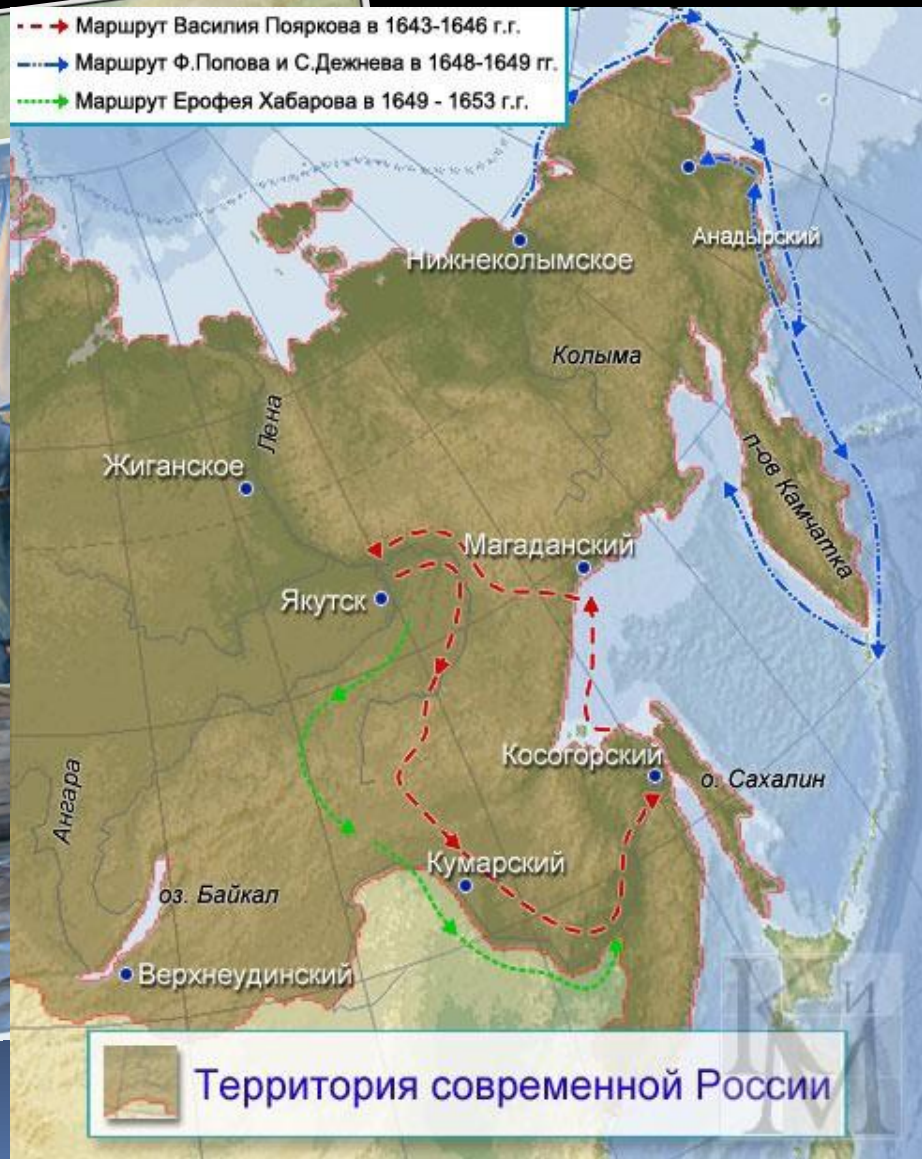 Маршрут Василия Пояркова в 1643-1646 г.г.
Маршрут Ф.Попова и С.Дежнева в 1648-1649 гг.
Маршрут Ерофея Хабарова в 1649 - 1653 г.г.
Анадырский
Нижнеколымское
Колыма
Лена
Жиганское
п-ов Камчатка
Магаданский
Якутск
Косогорский
о. Сахалин
Ангара
Кумарский
оз. Байкал
Верхнеудинский
КиМ
Территория современной России